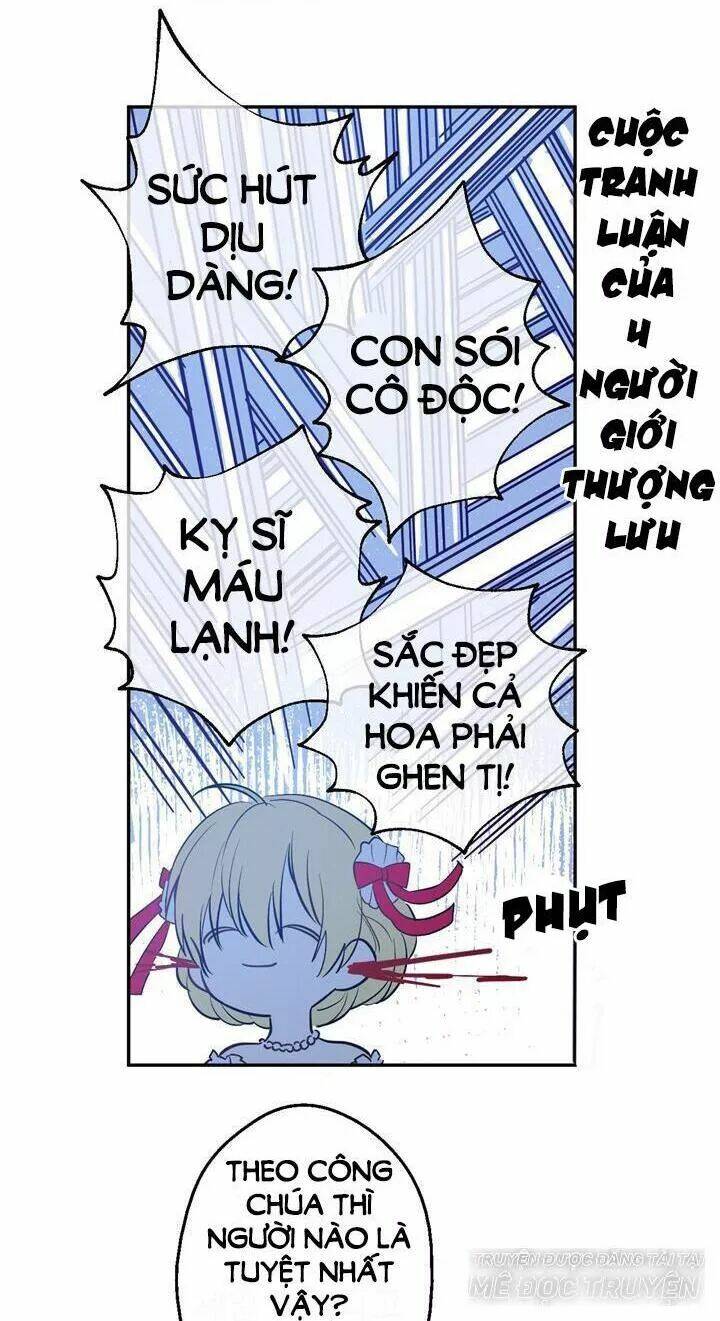 CUỘC
TRANH
LUẬN
CỦA
4
NGƯỜI
GIỚI
THƯỢNG
LƯU
SỨC HÚT
DỊU
DÀNG!
CON SÓI
CÔ ĐỘC!
KỴ SĨ
MÁU
LẠNH!
SẮC ĐẸP
KHIẾN CẢ
HOA PHẢI
GHEN TỊ!
PHỤT
THEO CÔNG
CHÚA THÌ
NGƯỜI NÀO LÀ
TUYỆT NHẤT
VẬY?
TRUYỆN ĐƯỢC ĐĂNG TẢI TẠI
MÊ ĐỌC TRUYỆN